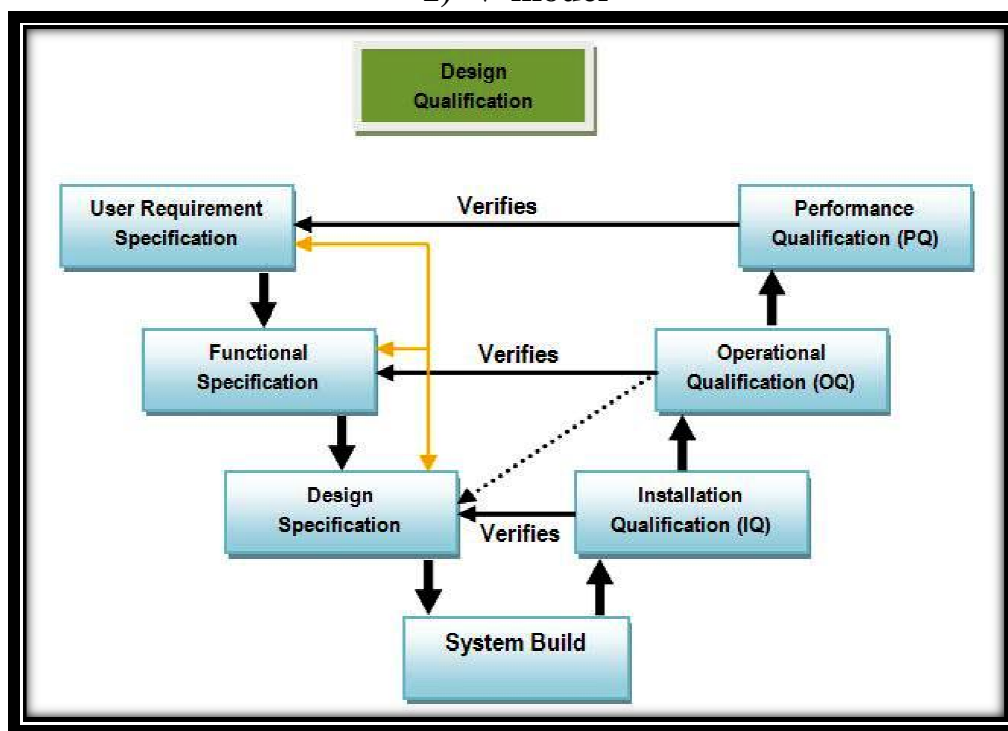 Design
Qualification
User Requirement
Specification
Verifies
Performance
Qualification (PQ)
Functional
Specification
Verifies
Operational
Qualification (OQ)
Design
Specification
Verifies
Installation
Qualification (IQ)
System Build